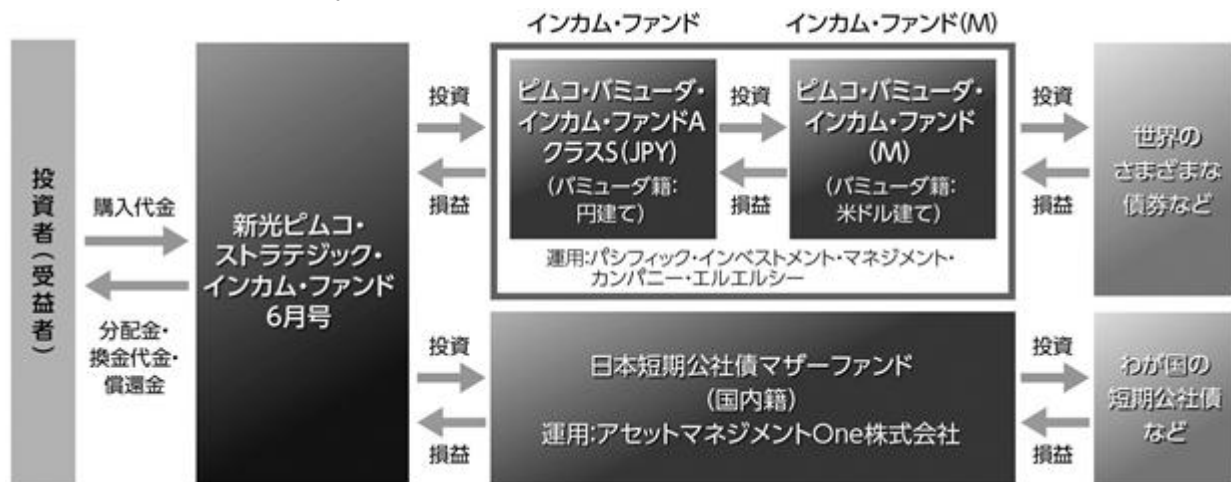 インカム・ファンド
インカム・ファンド(M)
投資者(受益者)
購入代金
分配金・
換金代金・
償還金
新光ピムコ・
ストラテジック・
インカム・ファンド
6月号
投資
損益
ピムコ・バミューダ・
インカム・ファンドA
クラスS(JPY)
(バミューダ籍:
円建て)
投資
損益
ピムコ・バミューダ・
インカム・ファンド
(M)
(バミューダ籍:
米ドル建て)
運用:パシフィック・インベストメント・マネジメント・
カンパニー・エルエルシー
投資
損益
世界の
さまざまな
債券など
投資
損益
日本短期公社債マザーファンド
(国内籍)
運用:アセットマネジメントOne株式会社
投資
損益
わが国の
短期公社債
など